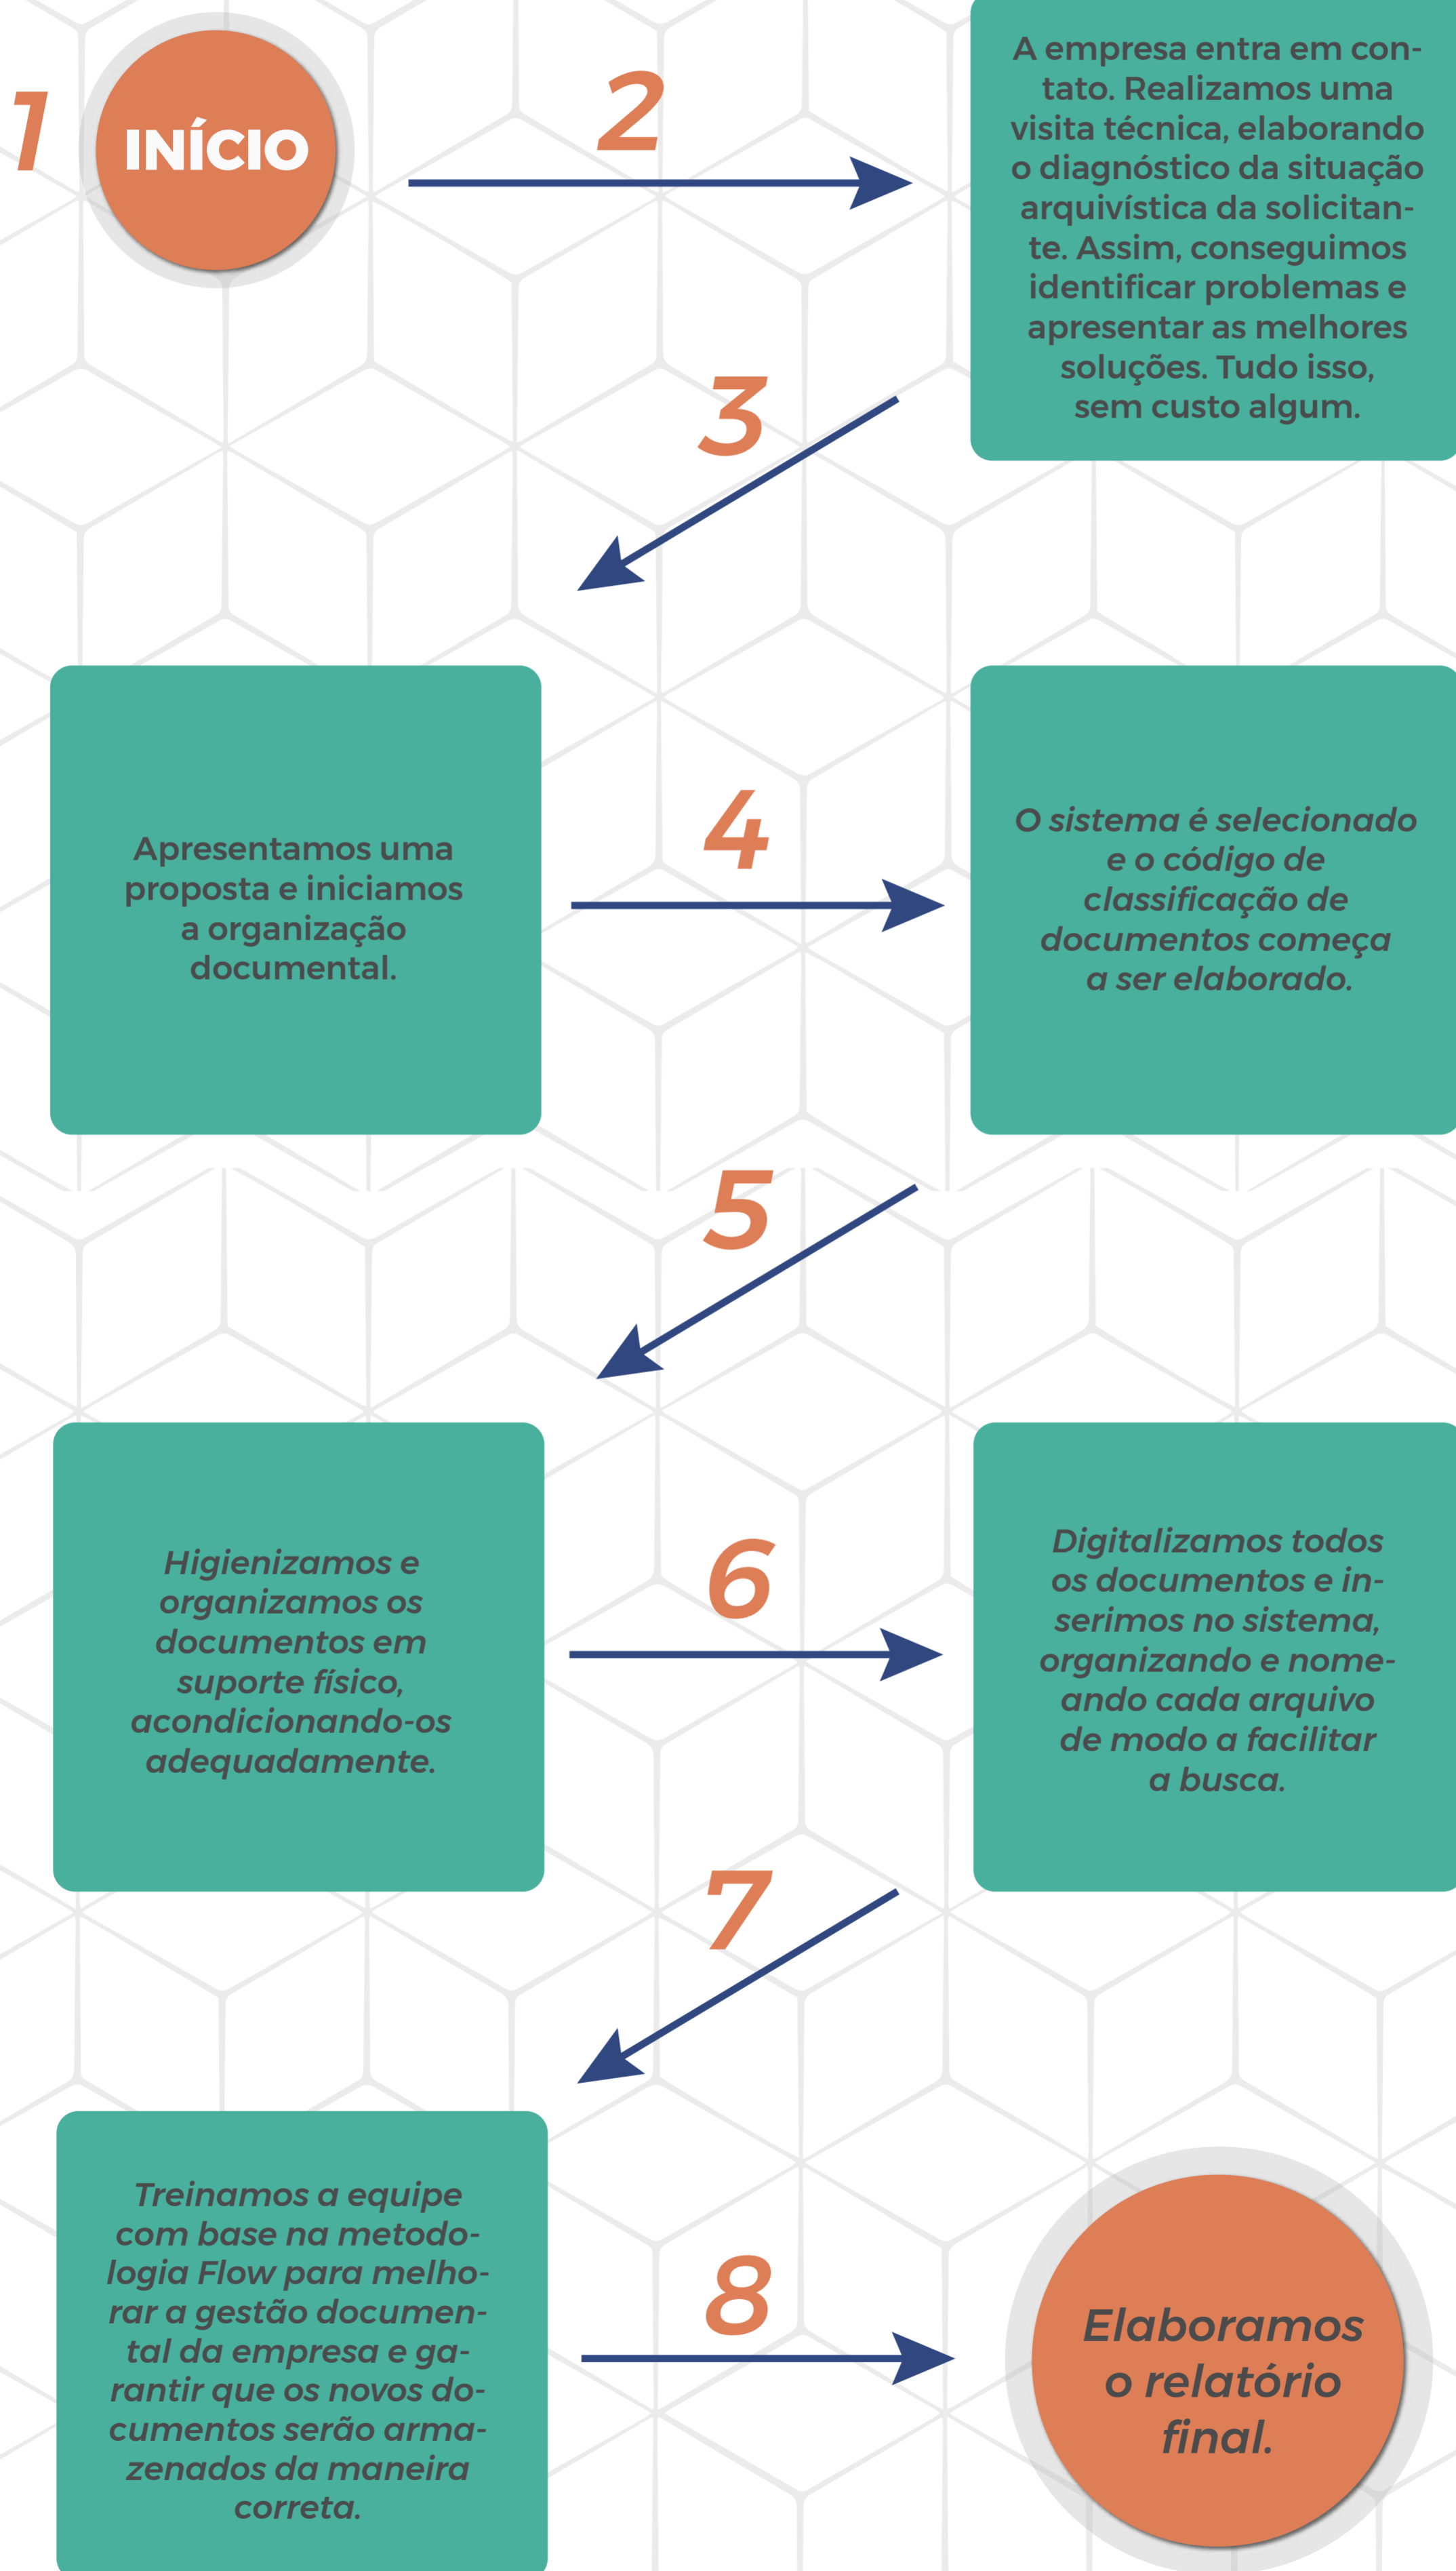 1
INÍCIO
2
A empresa entra em con-
tato. Realizamos uma
visita técnica, elaborando
o diagnóstico da situação
arquivística da solicitan-
te. Assim, conseguimos
identificar problemas e
apresentar as melhores
soluções. Tudo isso,
sem custo algum.
3
Apresentamos uma
proposta e iniciamos
a organização
documental.
4
O sistema é selecionado
e o código de
classificação de
documentos começa
a ser elaborado.
5
Higienizamos e
organizamos os
documentos em
suporte físico,
acondicionando-os
adequadamente.
6
Digitalizamos todos
os documentos e in-
serimos no sistema,
organizando e nome-
ando cada arquivo
de modo a facilitar
a busca.
7
Treinamos a equipe
com base na metodo-
logia Flow para melho-
rar a gestão documen-
tal da empresa e ga-
rantir que os novos do-
cumentos serão arma-
zenados da maneira
correta.
8
Elaboramos
o relatório
final.